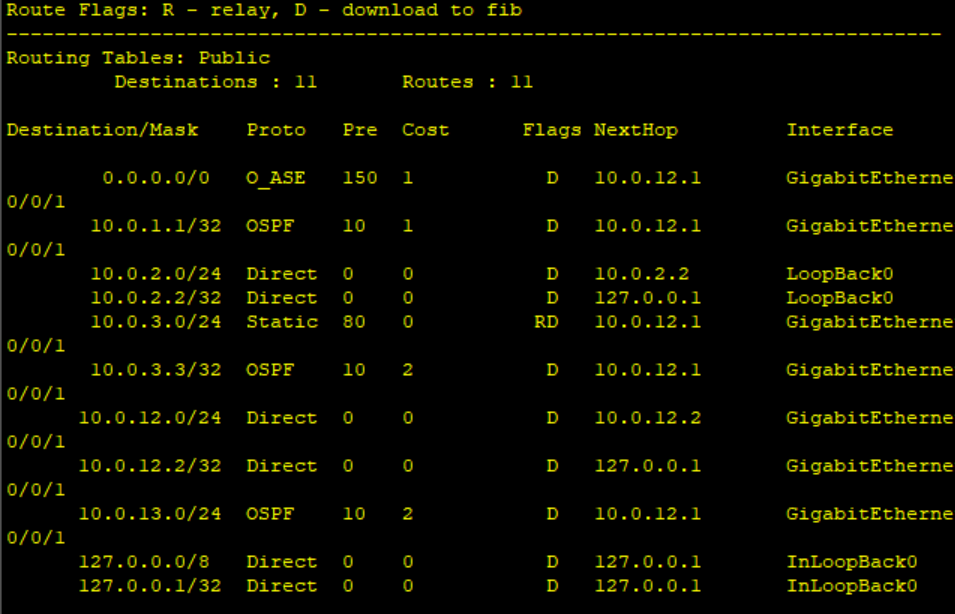 Route Flags: R - relay, D - download to fib
------------------------------------------------------------------------------
Routing Tables: Public
         Destinations : 11       Routes : 11

Destination/Mask    Proto   Pre  Cost      Flags NextHop         Interface

        0.0.0.0/0   O_ASE   150  1           D   10.0.12.1       GigabitEtherne
0/0/1
       10.0.1.1/32  OSPF    10   1           D   10.0.12.1       GigabitEtherne
0/0/1
       10.0.2.0/24  Direct  0    0           D   10.0.2.2        LoopBack0
       10.0.2.2/32  Direct  0    0           D   127.0.0.1       LoopBack0
       10.0.3.0/24  Static  80   0          RD   10.0.12.1       GigabitEtherne
0/0/1
       10.0.3.3/32  OSPF    10   2           D   10.0.12.1       GigabitEtherne
0/0/1
      10.0.12.0/24  Direct  0    0           D   10.0.12.2       GigabitEtherne
0/0/1
      10.0.12.2/32  Direct  0    0           D   127.0.0.1       GigabitEtherne
0/0/1
      10.0.13.0/24  OSPF    10   2           D   10.0.12.1       GigabitEtherne
0/0/1
      127.0.0.0/8   Direct  0    0           D   127.0.0.1       InLoopBack0
      127.0.0.1/32  Direct  0    0           D   127.0.0.1       InLoopBack0